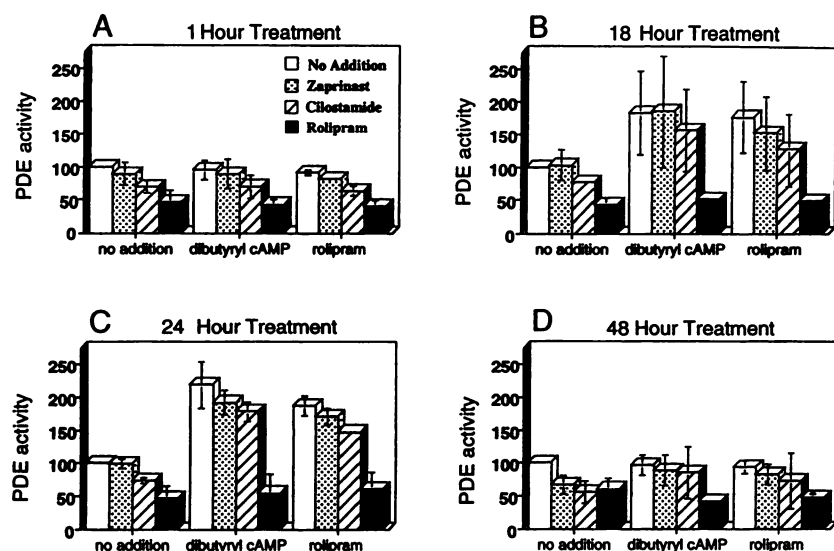 A
1 Hour Treatment
PDE activity
250
200
150
100
50
0
No Addition
Zaprinast
Cilostamide
Rolipram
no addition
dibutyryl cAMP
rolipram
B
18 Hour Treatment
PDE activity
250
200
150
100
50
0
no addition
dibutyryl cAMP
rolipram
C
24 Hour Treatment
PDE activity
250
200
150
100
50
0
no addition
dibutyryl cAMP
rolipram
D
48 Hour Treatment
PDE activity
250
200
150
100
50
0
no addition
dibutyryl cAMP
rolipram